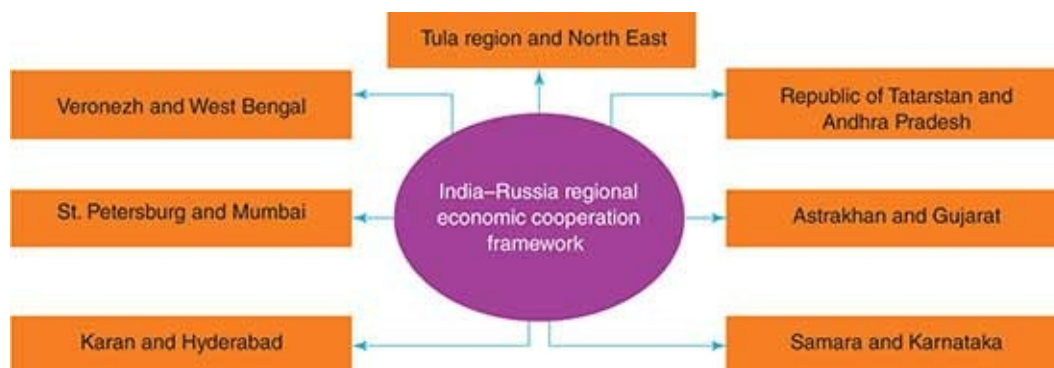 Tula region and North East
Veronezh and West Bengal
Republic of Tatarstan and
Andhra Pradesh
India–Russia regional
economic cooperation
framework
St. Petersburg and Mumbai
Astrakhan and Gujarat
Karan and Hyderabad
Samara and Karnataka